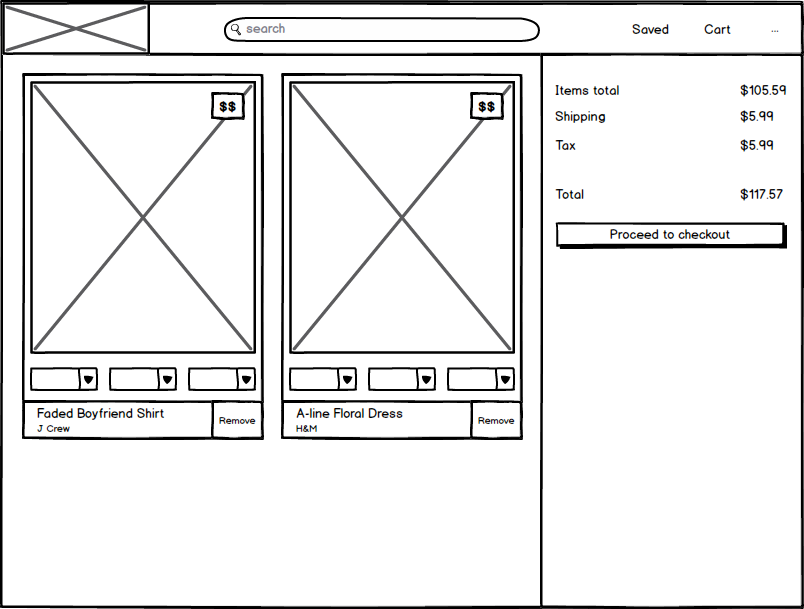 search
Saved
Cart
...
$$
$$
Faded Boyfriend Shirt
J Crew
Remove
A-line Floral Dress
H&M
Remove
Items total $105.59
Shipping $5.99
Tax $5.99
Total $117.57
Proceed to checkout